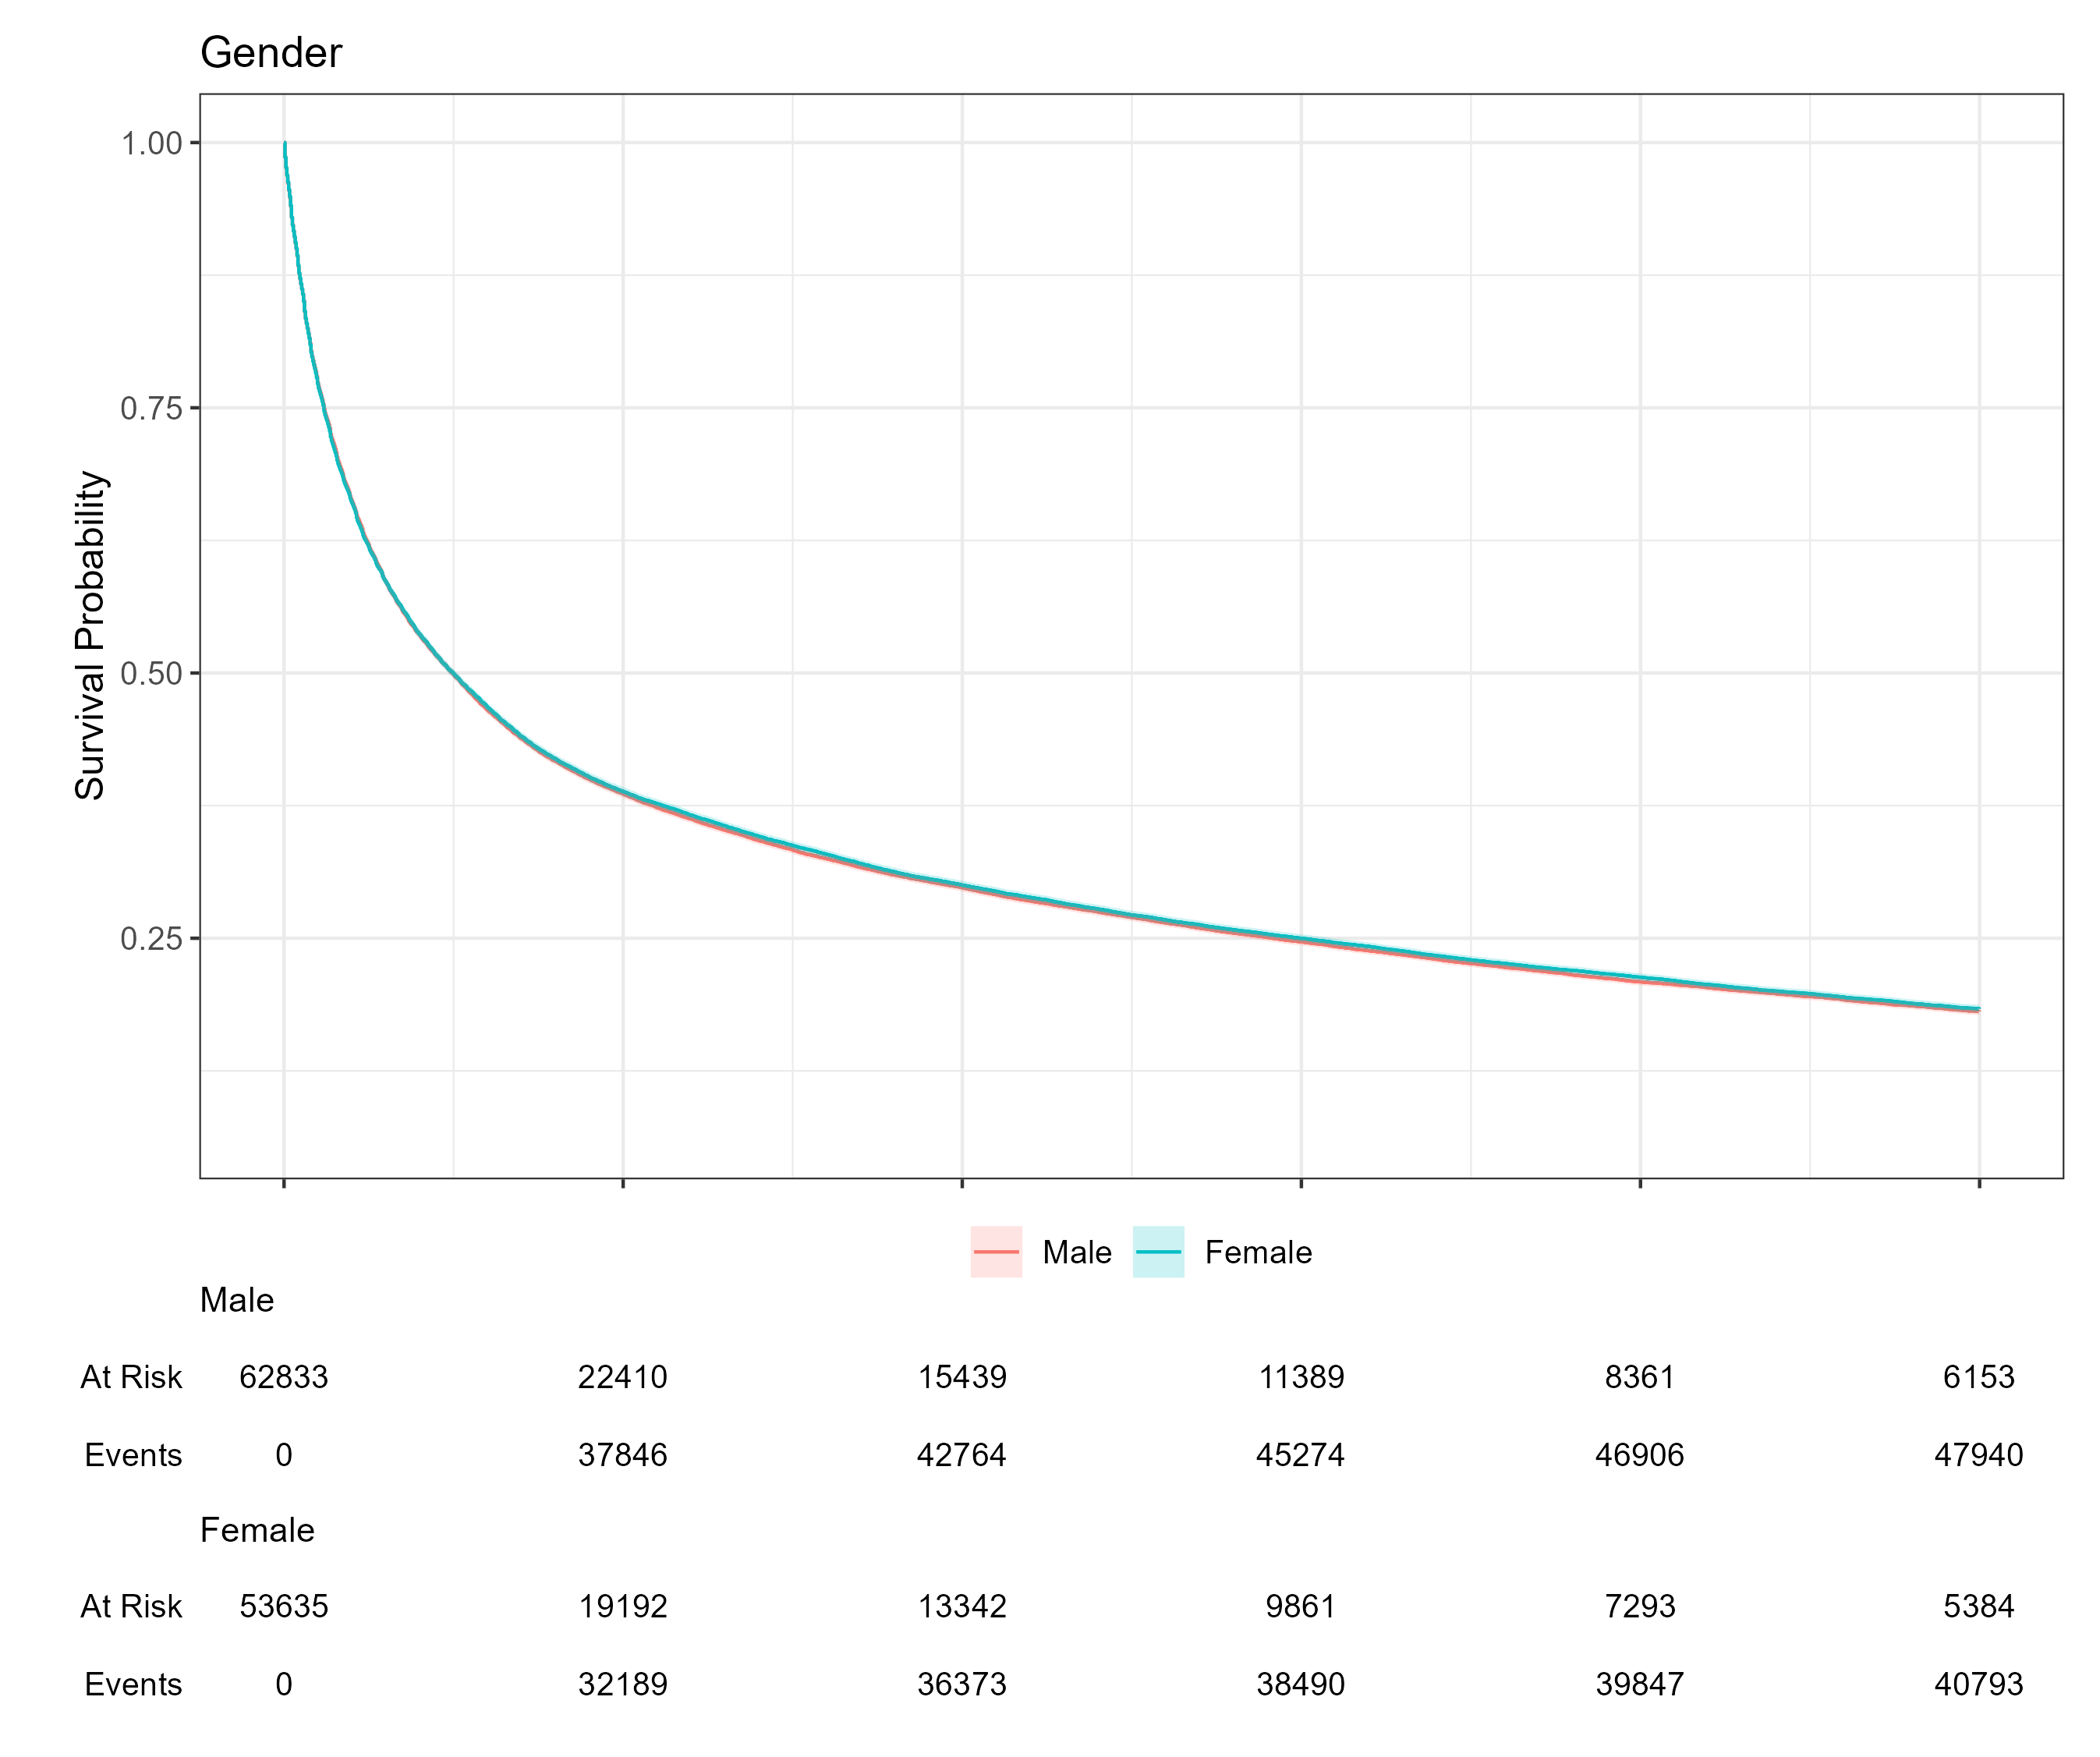 Gender
1.00
0.75
0.50
0.25
Survival Probability
Male Female
Male
At Risk 62833 22410 15439 11389 8361 6153
Events 0 37846 42764 45274 46906 47940
Female
At Risk 53635 19192 13342 9861 7293 5384
Events 0 32189 36373 38490 39847 40793